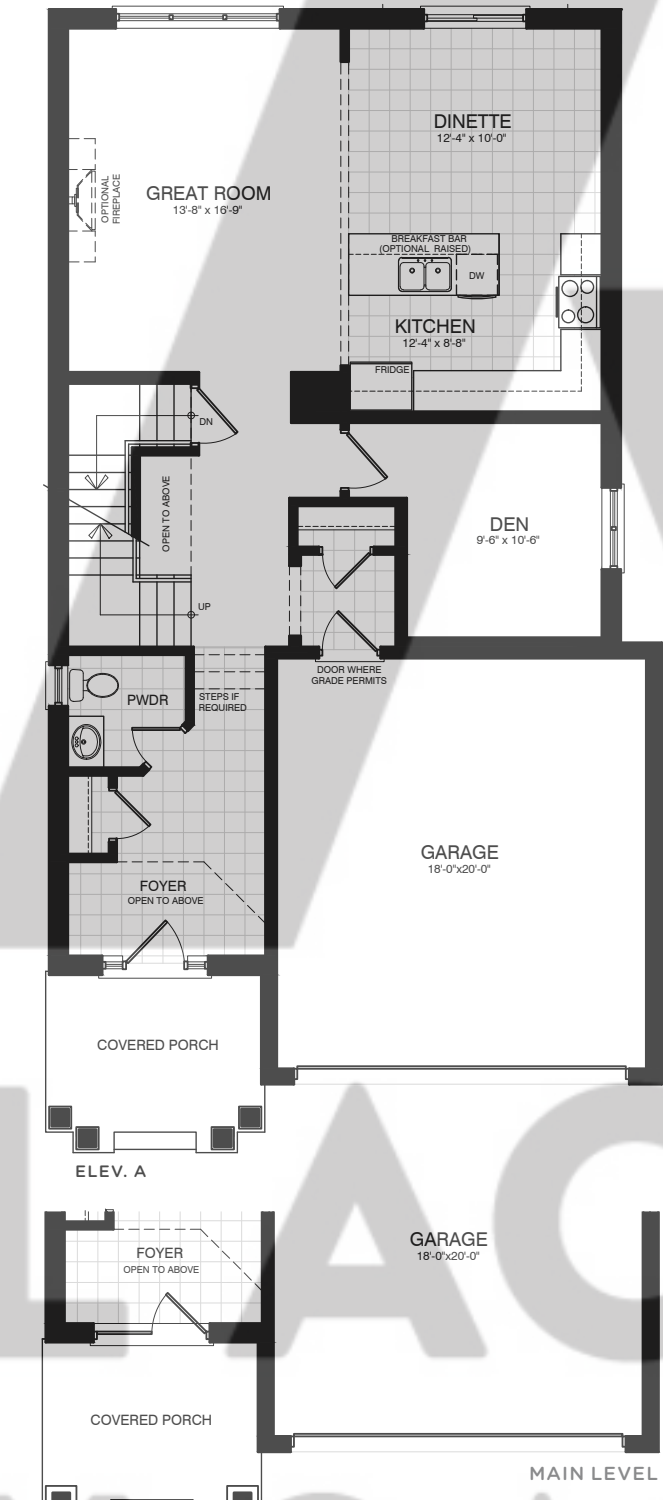 DINETTE
12'-4" x 10'-0"
GREAT ROOM
13'-8" x 16'-9"
OPTIONAL
FIREPLACE
BREAKFAST BAR
(OPTIONAL RAISED)
DW
KITCHEN
12'-4" x 8'-8"
FRIDGE
DN
OPEN TO ABOVE
DEN
9'-6" x 10'-6"
UP
PWDR
STEPS IF
REQUIRED
DOOR WHERE
GRADE PERMITS
GARAGE
18'-0"x20'-0"
FOYER
OPEN TO ABOVE
COVERED PORCH
ELEV. A
GARAGE
18'-0"x20'-0"
FOYER
OPEN TO ABOVE
LAC
COVERED PORCH
MAIN LEVEL